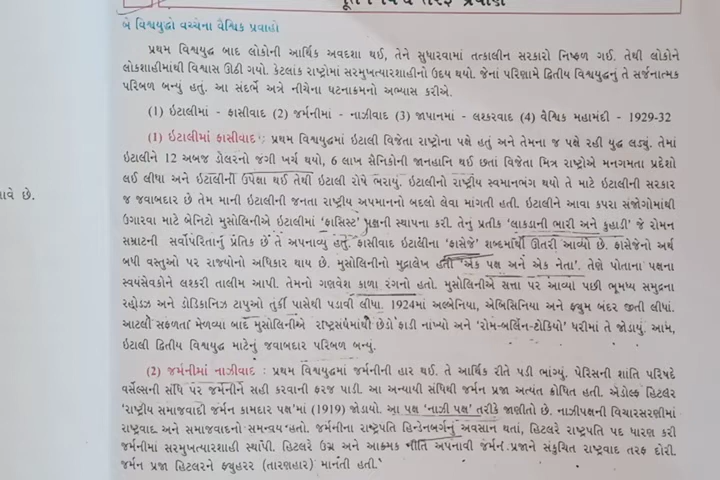 બે વિશ્વયુદ્ધો વચ્ચેના વૈશ્વિક પ્રવાહો
પ્રથમ વિશ્વયુદ્ધ બાદ લોકોની આર્થિક અવદશા થઈ, તેને સુધારવામાં તત્કાલીન સરકારો નિષ્ફળ ગઈ. તેથી લોકોને
લોકશાહીમાંથી વિશ્વાસ ઊઠી ગયો. કેટલાંક રાષ્ટ્રોમાં સરમુખત્યારશાહીનો ઉદય થયો. જેનાં પરિણામે દ્વિતીય વિશ્વયુદ્ધનું તે સર્જનાત્મક
પરિબળ બન્યું હતું. આ સંદર્ભે અત્રે નીચેના ઘટનાક્રમનો અભ્યાસ કરીએ.
(1) ઇટાલીમાં - ફાસીવાદ (2) જર્મનીમાં - નાઝીવાદ (3) જાપાનમાં - લશ્કરવાદ (4) વૈશ્વિક મહામંદી - 1929-32
(1) ઇટાલીમાં ફાસીવાદ : પ્રથમ વિશ્વયુદ્ધમાં ઇટાલી વિજેતા રાષ્ટ્રોના પક્ષે હતું અને તેમના જ પક્ષે રહી યુદ્ધ લડ્યું. તેમાં
ઇટાલીને 12 અબજ ડોલરનો જંગી ખર્ચ થયો, 6 લાખ સૈનિકોની જાનહાનિ થઈ છતાં વિજેતા મિત્ર રાષ્ટ્રોએ મનગમતા પ્રદેશો
લઈ લીધા અને ઇટાલીની ઉપેક્ષા થઈ તેથી ઇટાલી રોષે ભરાયું. ઇટાલીનો રાષ્ટ્રીય સ્વમાનભંગ થયો તે માટે ઇટાલીની સરકાર
જ જવાબદાર છે તેમ માની ઇટાલીની જનતા રાષ્ટ્રીય અપમાનનો બદલો લેવા માંગતી હતી. ઇટાલીને આવા કપરા સંજોગોમાંથી
ઉગારવા માટે બેનિટો મુસોલિનીએ ઇટાલીમાં 'ફાસિસ્ટ' પક્ષની સ્થાપના કરી. તેનું પ્રતીક 'લાકડાની ભારી અને કુહાડી' જે રોમન
સમ્રાટની સર્વોપરિતાનું પ્રતિક છે તે અપનાવ્યું હતું. ફાસીવાદ ઇટાલીના 'ફાસેજે' શબ્દમાંથી ઊતરી આવ્યો છે. ફાસેજેનો અર્થ
બધી વસ્તુઓ પર રાજ્યોનો અધિકાર થાય છે. મુસોલિનીનો મુદ્રાલેખ હતો 'એક પક્ષ અને એક નેતા'. તેણે પોતાના પક્ષના
સ્વયંસેવકોને લશ્કરી તાલીમ આપી. તેમનો ગણવેશ કાળા રંગનો હતો. મુસોલિનીએ સત્તા પર આવ્યા પછી ભૂમધ્ય સમુદ્રના
રહોડ્ઝ અને ડોડિકાનિઝ ટાપુઓ તુર્કી પાસેથી પડાવી લીધા. 1924માં અલ્બેનિયા, એબિસિનિયા અને ફ્યુમ બંદર જીતી લીધાં.
આટલી સફળતા મેળવ્યા બાદ મુસોલિનીએ રાષ્ટ્રસંઘમાંથી છેડો ફાડી નાંખ્યો અને 'રોમ-બર્લિન-ટોકિયો' ધરીમાં તે જોડાયું. આમ,
ઇટાલી દ્વિતીય વિશ્વયુદ્ધ માટેનું જવાબદાર પરિબળ બન્યું.
(2) જર્મનીમાં નાઝીવાદ : પ્રથમ વિશ્વયુદ્ધમાં જર્મનીની હાર થઈ. તે આર્થિક રીતે પડી ભાંગ્યું. પેરિસની શાંતિ પરિષદે
વર્સેલ્સની સંધિ પર જર્મનીને સહી કરવાની ફરજ પાડી. આ અન્યાયી સંધિથી જર્મન પ્રજા અત્યંત ક્રોધિત હતી. એડોલ્ફ હિટલર
'રાષ્ટ્રીય સમાજવાદી જર્મન કામદાર પક્ષ'માં (1919) જોડાયો. આ પક્ષ 'નાઝી પક્ષ' તરીકે જાણીતો છે. નાઝીપક્ષની વિચારસરણીમાં
રાષ્ટ્રવાદ અને સમાજવાદનો સમન્વય હતો. જર્મનીના રાષ્ટ્રપતિ હિન્ડેનબર્ગનું અવસાન થતાં, હિટલરે રાષ્ટ્રપતિ પદ ધારણ કરી
જર્મનીમાં સરમુખત્યારશાહી સ્થાપી. હિટલરે ઉગ્ર અને આક્રમક નીતિ અપનાવી જર્મન પ્રજાને સંકુચિત રાષ્ટ્રવાદ તરફ દોરી.
જર્મન પ્રજા હિટલરને ફ્યુહરર (તારણહાર) માનતી હતી.
ાવે છે.